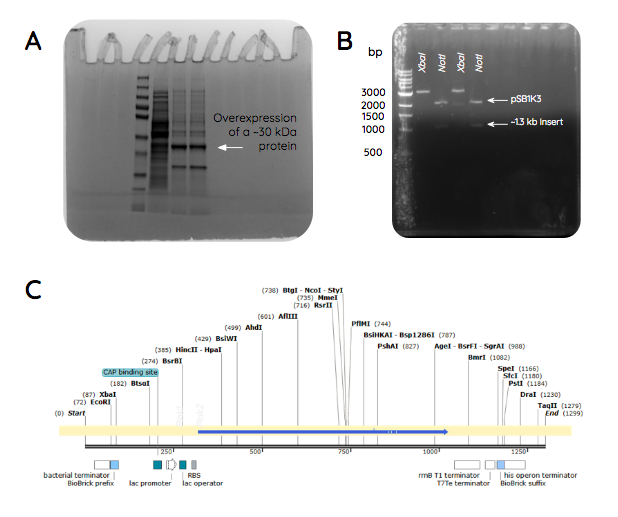 A
Overexpression
of a ~30 kDa
protein
B
bp
XbaI
NotI
XbaI
NotI
3000
2000
1500
1000
500
pSB1K3
~1.3 kb insert
C
(738) BtgI - NcoI - StyI
(735) MmeI
(716) RsrII
(601) AflIII
PflMI (744)
(499) AhdI
BsiHKAI - Bsp1286I (787)
(429) BsiWI
PshAI (827)
AgeI - BsrFI - SgrAI (988)
(385) HincII - HpaI
BmrI (1082)
(274) BsrBI
SpeI (1166)
CAP binding site
SfcI (1180)
(182) BtsαI
PstI (1184)
(87) XbaI
DraI (1230)
(72) EcoRI
TaqII (1279)
(0) Start
End (1299)
250
500
750
1000
1250
bacterial terminator
RBS
rrnB T1 terminator
his operon terminator
BioBrick prefix
lac promoter
lac operator
T7Te terminator
BioBrick suffix